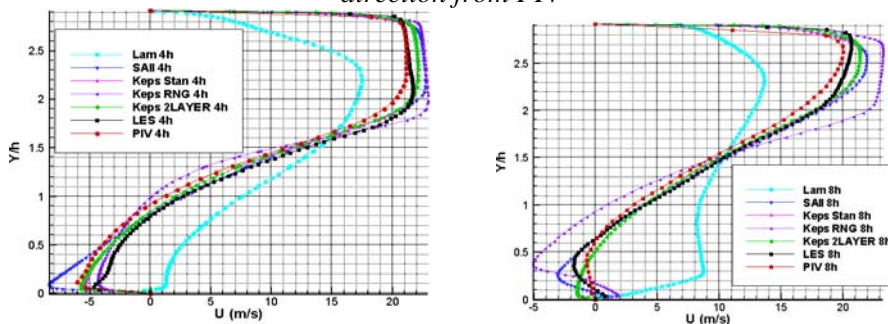 direction from PIV
2.5
2
1.5
1
0.5
0
Y/h
Lam 4h
SAll 4h
Keps Stan 4h
Keps RNG 4h
Keps 2LAYER 4h
LES 4h
PIV 4h
-5 0 5 10 15 20
U (m/s)
2.5
2
1.5
1
0.5
0
Y/h
Lam 8h
SAll 8h
Keps Stan 8h
Keps RNG 8h
Keps 2LAYER 8h
LES 8h
PIV 8h
-5 0 5 10 15 20
U (m/s)